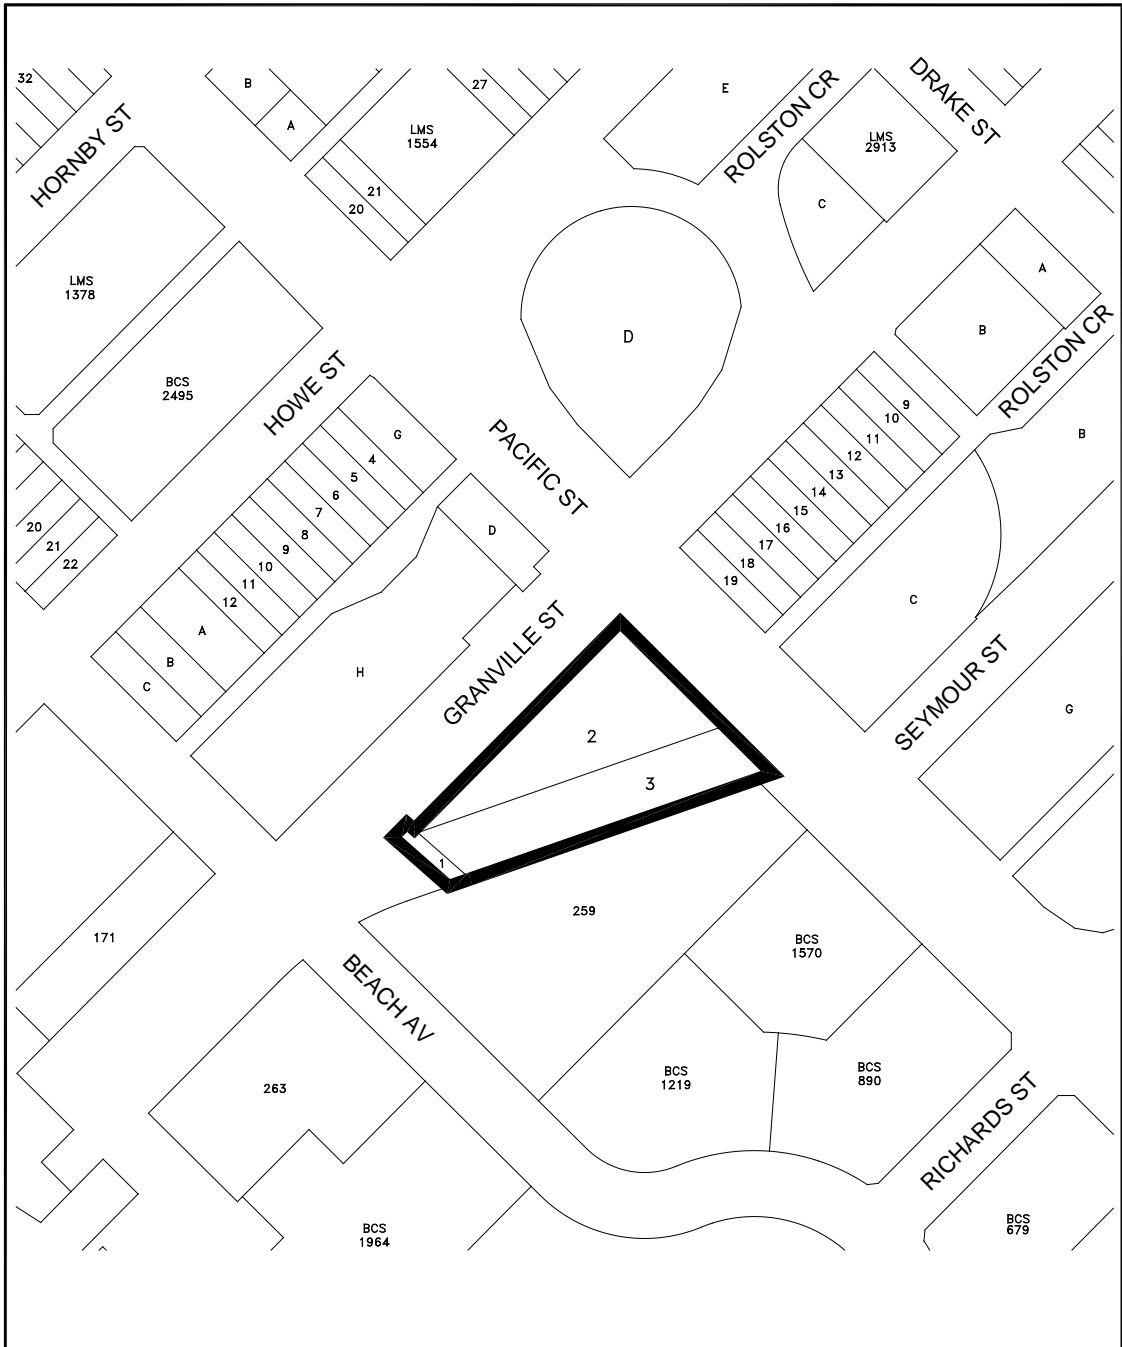 32
B
A
27
LMS
1554
E
ROLSTON CR
DRAKE ST
LMS
2913
HORNBY ST
21
20
C
LMS
1378
A
B
D
ROLSTON CR
BCS
2495
HOWE ST
G
4
5
6
7
8
9
10
11
12
A
B
C
PACIFIC ST
D
9
10
11
12
13
14
15
16
17
18
19
B
20
21
22
C
H
GRANVILLE ST
SEYMOUR ST
G
2
3
1
259
171
BCS
1570
BEACH AV
263
BCS
1219
BCS
890
RICHARDS ST
BCS
1964
BCS
679